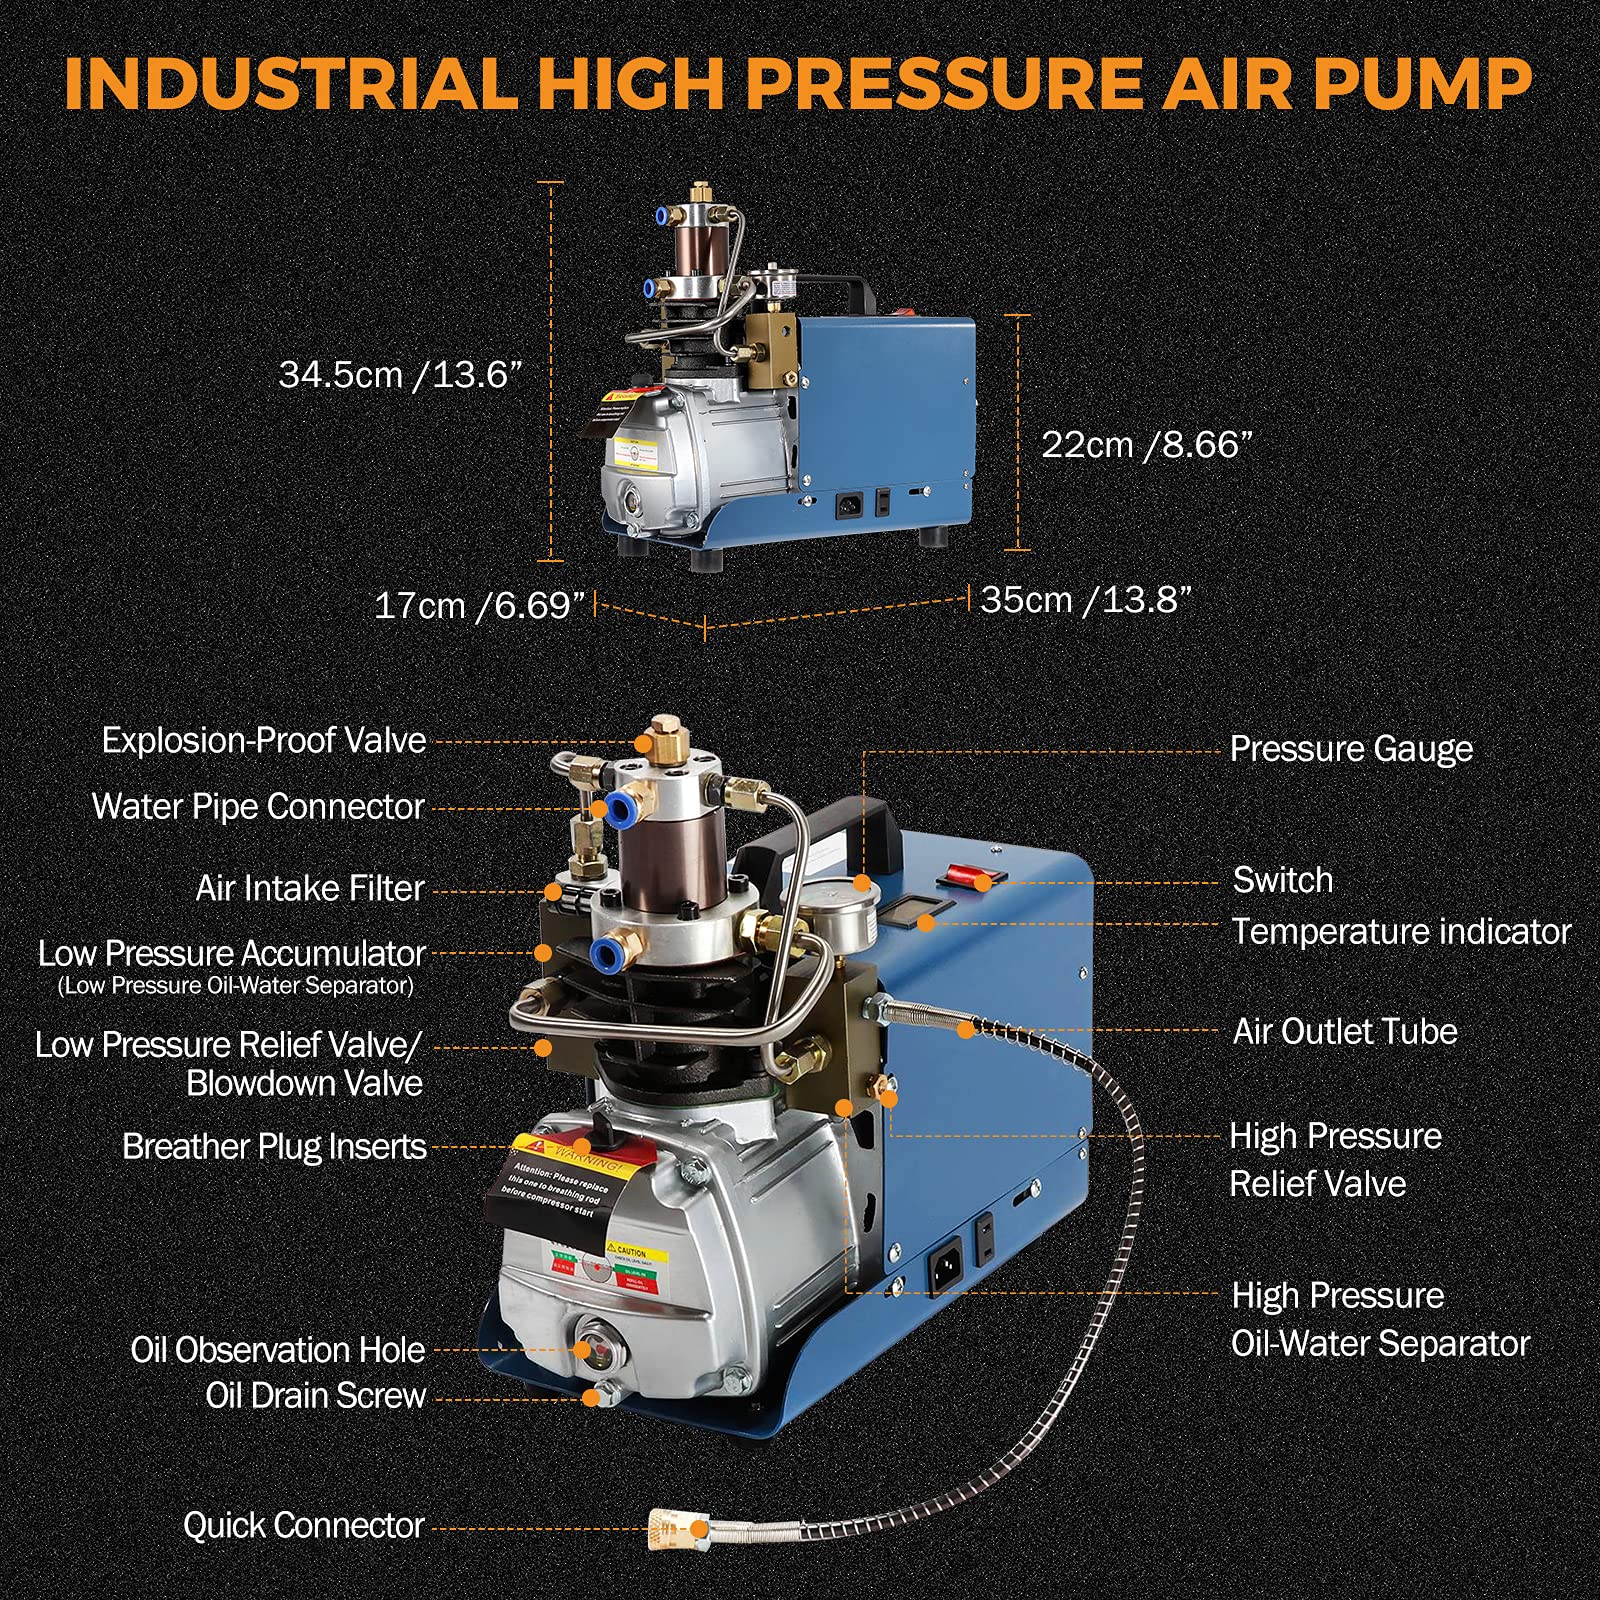 INDUSTRIAL HIGH PRESSURE AIR PUMP
34.5cm /13.6”
22cm /8.66”
17cm /6.69”
35cm /13.8”
Explosion-Proof Valve
Water Pipe Connector
Air Intake Filter
Low Pressure Accumulator
(Low Pressure Oil-Water Separator)
Low Pressure Relief Valve/
Blowdown Valve
Breather Plug Inserts
Oil Observation Hole
Oil Drain Screw
Quick Connector
Pressure Gauge
Switch
Temperature indicator
Air Outlet Tube
High Pressure
Relief Valve
High Pressure
Oil-Water Separator
WARNING!
Attention: Please replace
this one to breathing rod
before compressor start
CAUTION